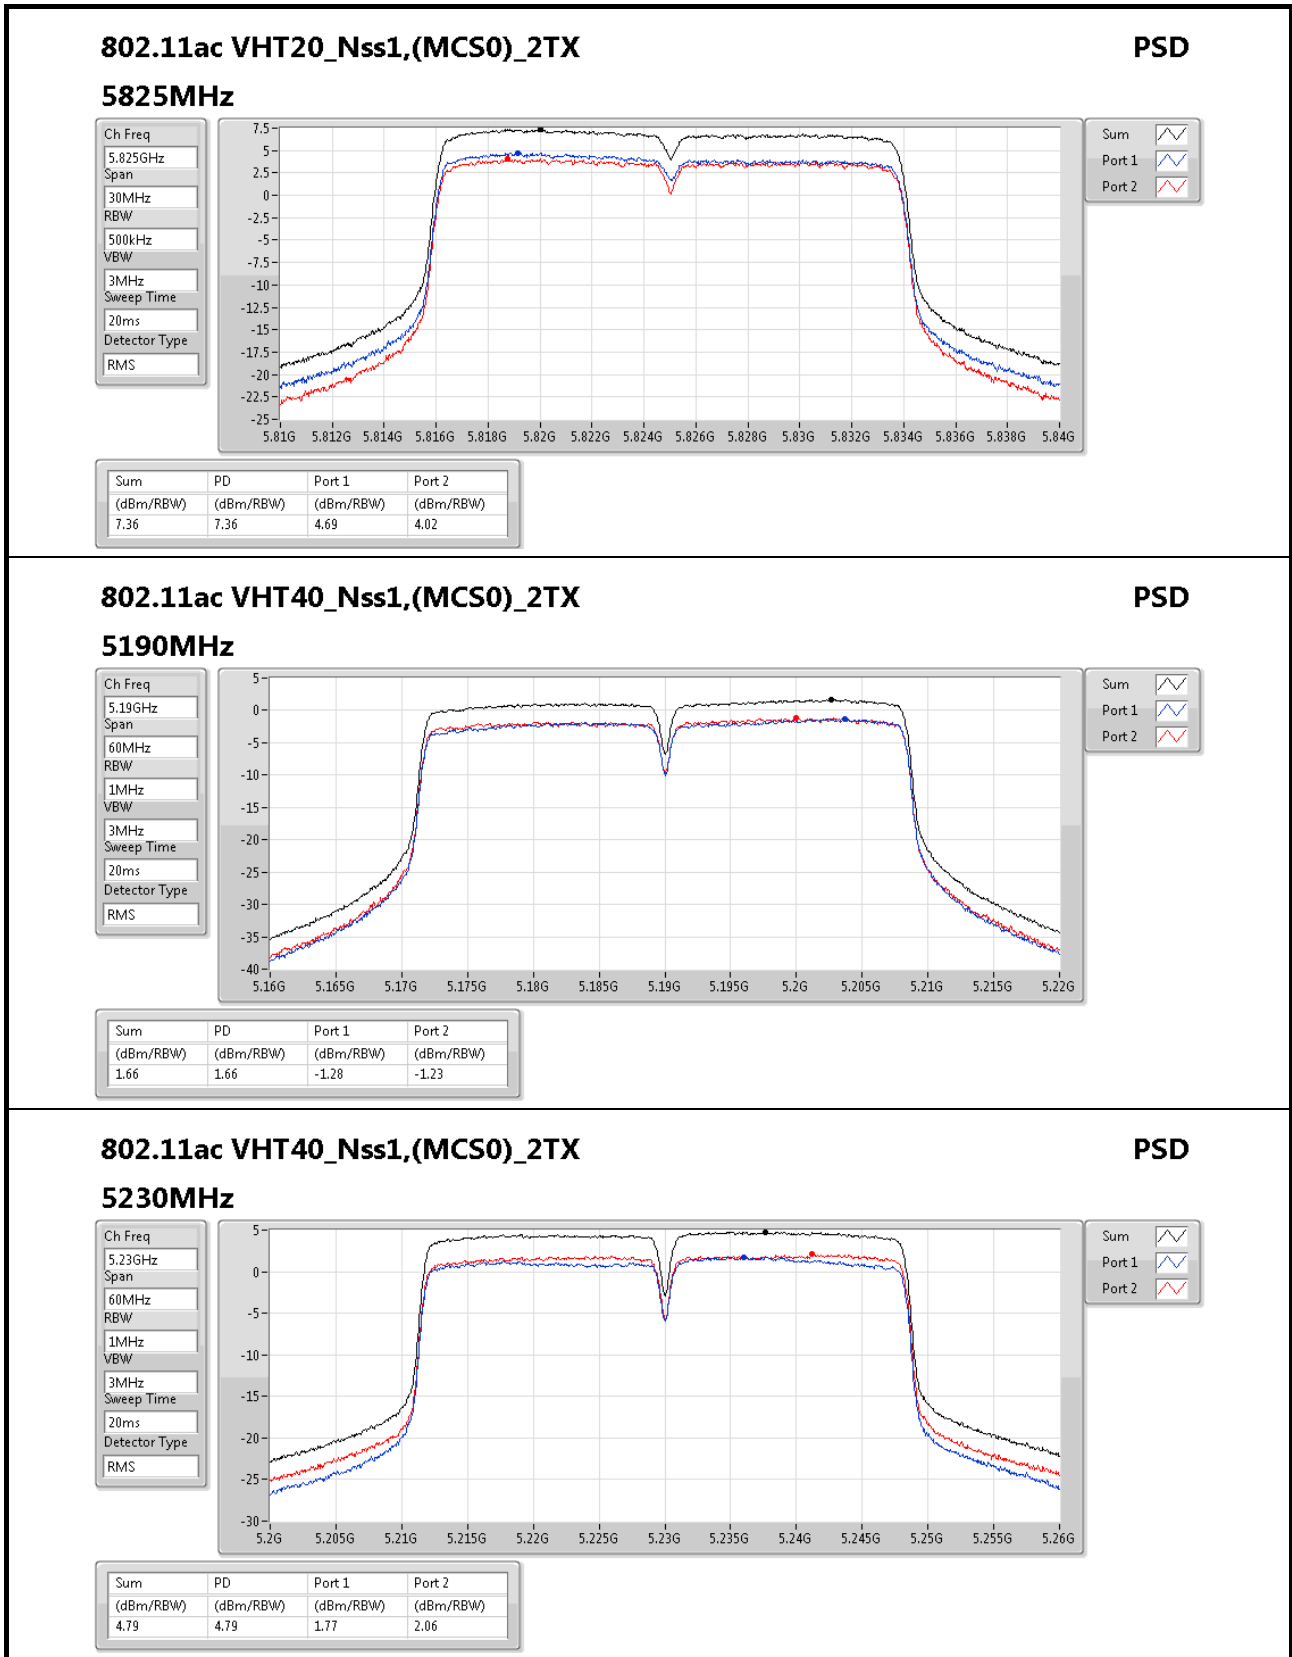 802.11ac VHT20_Nss1,(MCS0)_2TX PSD
5825MHz
Ch Freq
5.825GHz
Span
30MHz
RBW
500kHz
VBW
3MHz
Sweep Time
20ms
Detector Type
RMS
7.5
5
2.5
0
-2.5
-5
-7.5
-10
-12.5
-15
-17.5
-20
-22.5
-25
5.81G 5.812G 5.814G 5.816G 5.818G 5.82G 5.822G 5.824G 5.826G 5.828G 5.83G 5.832G 5.834G 5.836G 5.838G 5.84G
Sum
Port 1
Port 2
Sum PD Port 1 Port 2
(dBm/RBW) (dBm/RBW) (dBm/RBW) (dBm/RBW)
7.36 7.36 4.69 4.02
802.11ac VHT40_Nss1,(MCS0)_2TX PSD
5190MHz
Ch Freq
5.19GHz
Span
60MHz
RBW
1MHz
VBW
3MHz
Sweep Time
20ms
Detector Type
RMS
5
0
-5
-10
-15
-20
-25
-30
-35
-40
5.16G 5.165G 5.17G 5.175G 5.18G 5.185G 5.19G 5.195G 5.2G 5.205G 5.21G 5.215G 5.22G
Sum
Port 1
Port 2
Sum PD Port 1 Port 2
(dBm/RBW) (dBm/RBW) (dBm/RBW) (dBm/RBW)
1.66 1.66 -1.28 -1.23
802.11ac VHT40_Nss1,(MCS0)_2TX PSD
5230MHz
Ch Freq
5.23GHz
Span
60MHz
RBW
1MHz
VBW
3MHz
Sweep Time
20ms
Detector Type
RMS
5
0
-5
-10
-15
-20
-25
-30
5.2G 5.205G 5.21G 5.215G 5.22G 5.225G 5.23G 5.235G 5.24G 5.245G 5.25G 5.255G 5.26G
Sum
Port 1
Port 2
Sum PD Port 1 Port 2
(dBm/RBW) (dBm/RBW) (dBm/RBW) (dBm/RBW)
4.79 4.79 1.77 2.06